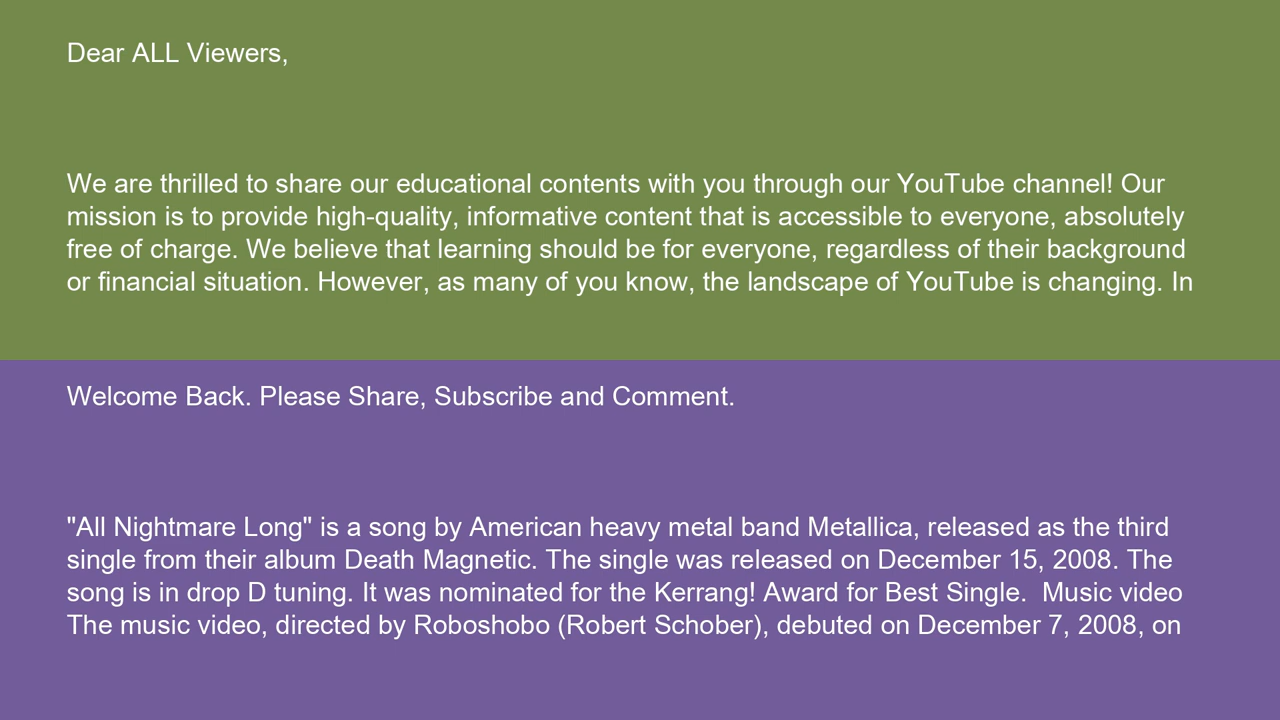 Dear ALL Viewers,
We are thrilled to share our educational contents with you through our YouTube channel! Our
mission is to provide high-quality, informative content that is accessible to everyone, absolutely
free of charge. We believe that learning should be for everyone, regardless of their background
or financial situation. However, as many of you know, the landscape of YouTube is changing. In
Welcome Back. Please Share, Subscribe and Comment.
"All Nightmare Long" is a song by American heavy metal band Metallica, released as the third
single from their album Death Magnetic. The single was released on December 15, 2008. The
song is in drop D tuning. It was nominated for the Kerrang! Award for Best Single.  Music video
The music video, directed by Roboshobo (Robert Schober), debuted on December 7, 2008, on